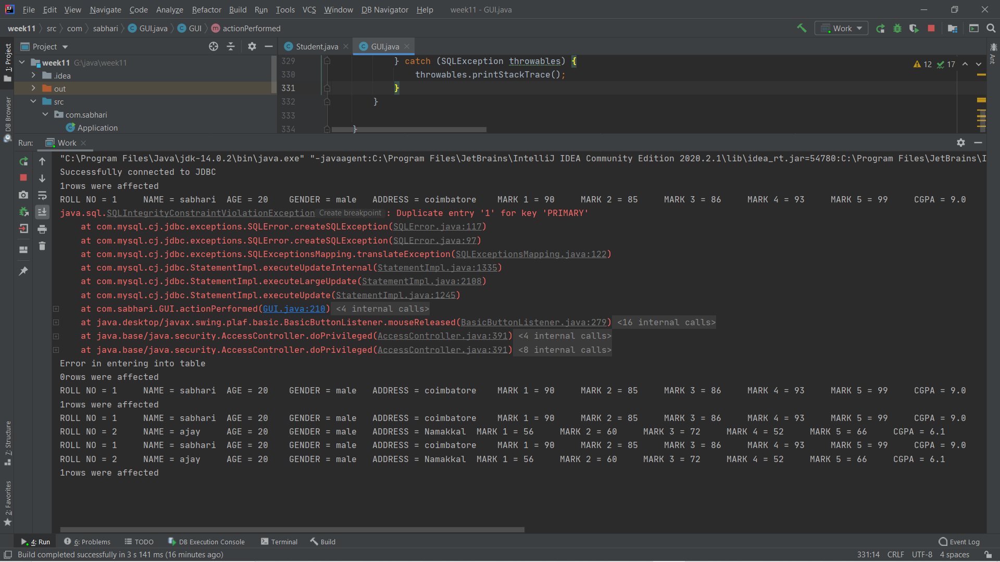 File Edit View Navigate Code Analyze Refactor Build Run Tools VCS Window DB Navigator Help week11 - GUI.java
week11 src com sabhari GUI.java GUI actionPerformed Work
Project Student.java GUI.java
week11 G:\java\week11
.idea
out
src
com.sabhari
Application
329 } catch (SQLException throwables) {
330 throwables.printStackTrace();
331 }
332 }
333
334 }
12 17
1: Project
DB Browser
7: Structure
2: Favorites
Ant
Run: Work
"C:\Program Files\Java\jdk-14.0.2\bin\java.exe" "-javaagent:C:\Program Files\JetBrains\IntelliJ IDEA Community Edition 2020.2.1\lib\idea_rt.jar=54780:C:\Program Files\JetBrains\I
Successfully connected to JDBC
1rows were affected
ROLL NO = 1 NAME = sabhari AGE = 20 GENDER = male ADDRESS = coimbatore MARK 1 = 90 MARK 2 = 85 MARK 3 = 86 MARK 4 = 93 MARK 5 = 99 CGPA = 9.0
java.sql.SQLIntegrityConstraintViolationException Create breakpoint : Duplicate entry '1' for key 'PRIMARY'
at com.mysql.cj.jdbc.exceptions.SQLError.createSQLException(SQLError.java:117)
at com.mysql.cj.jdbc.exceptions.SQLError.createSQLException(SQLError.java:97)
at com.mysql.cj.jdbc.exceptions.SQLExceptionsMapping.translateException(SQLExceptionsMapping.java:122)
at com.mysql.cj.jdbc.StatementImpl.executeUpdateInternal(StatementImpl.java:1335)
at com.mysql.cj.jdbc.StatementImpl.executeLargeUpdate(StatementImpl.java:2108)
at com.mysql.cj.jdbc.StatementImpl.executeUpdate(StatementImpl.java:1245)
at com.sabhari.GUI.actionPerformed(GUI.java:210) <4 internal calls>
at java.desktop/javax.swing.plaf.basic.BasicButtonListener.mouseReleased(BasicButtonListener.java:279) <16 internal calls>
at java.base/java.security.AccessController.doPrivileged(AccessController.java:391) <4 internal calls>
at java.base/java.security.AccessController.doPrivileged(AccessController.java:391) <8 internal calls>
Error in entering into table
0rows were affected
ROLL NO = 1 NAME = sabhari AGE = 20 GENDER = male ADDRESS = coimbatore MARK 1 = 90 MARK 2 = 85 MARK 3 = 86 MARK 4 = 93 MARK 5 = 99 CGPA = 9.0
1rows were affected
ROLL NO = 1 NAME = sabhari AGE = 20 GENDER = male ADDRESS = coimbatore MARK 1 = 90 MARK 2 = 85 MARK 3 = 86 MARK 4 = 93 MARK 5 = 99 CGPA = 9.0
ROLL NO = 2 NAME = ajay AGE = 20 GENDER = male ADDRESS = Namakkal MARK 1 = 56 MARK 2 = 60 MARK 3 = 72 MARK 4 = 52 MARK 5 = 66 CGPA = 6.1
ROLL NO = 1 NAME = sabhari AGE = 20 GENDER = male ADDRESS = coimbatore MARK 1 = 90 MARK 2 = 85 MARK 3 = 86 MARK 4 = 93 MARK 5 = 99 CGPA = 9.0
ROLL NO = 2 NAME = ajay AGE = 20 GENDER = male ADDRESS = Namakkal MARK 1 = 56 MARK 2 = 60 MARK 3 = 72 MARK 4 = 52 MARK 5 = 66 CGPA = 6.1
1rows were affected
4: Run 6: Problems TODO DB Execution Console Terminal Build Event Log
Build completed successfully in 3 s 141 ms (16 minutes ago) 331:14 CRLF UTF-8 4 spaces